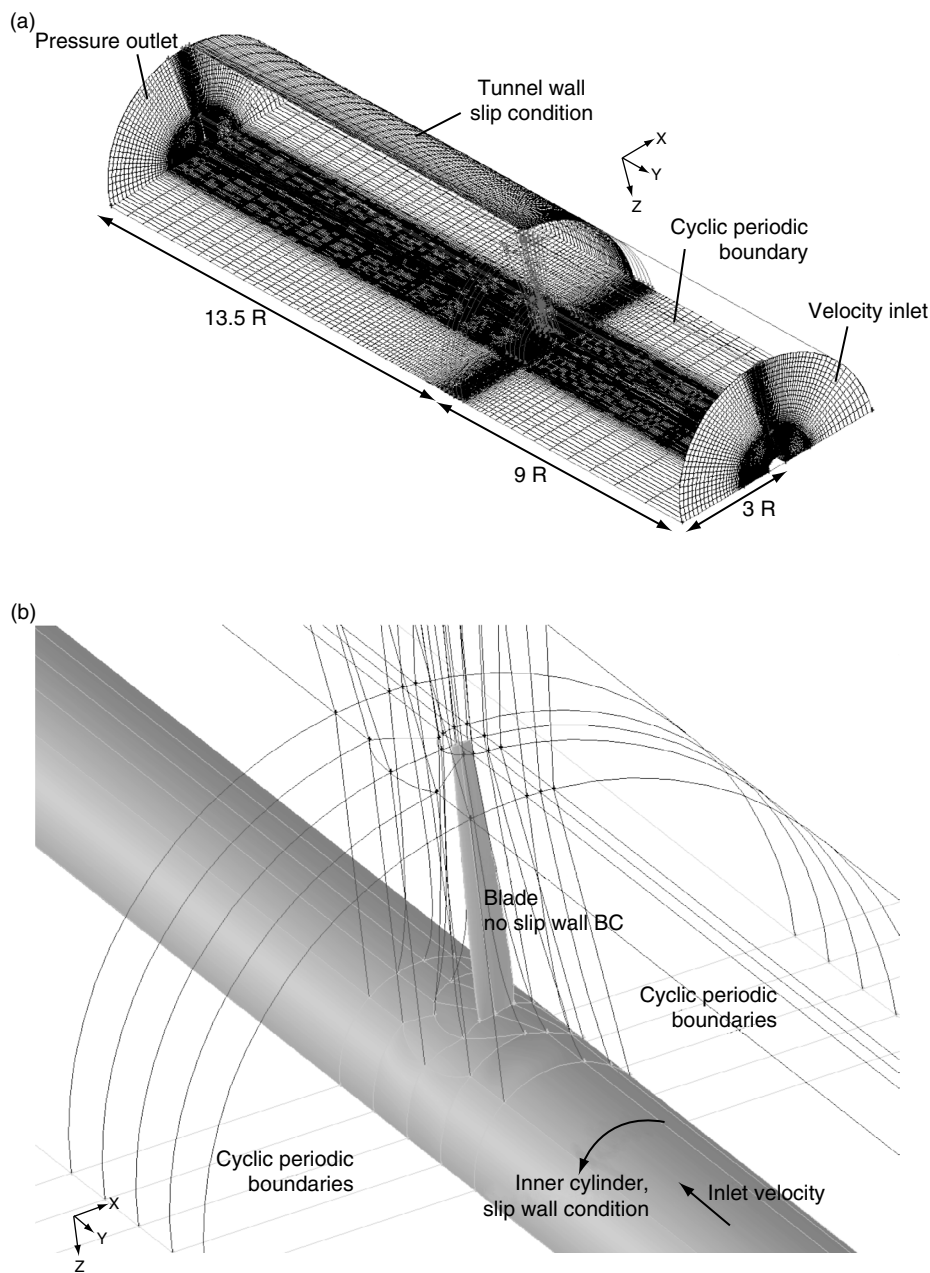 (a)
Pressure outlet
Tunnel wall
slip condition
X
Y
Z
Cyclic periodic
boundary
Velocity inlet
13.5 R
9 R
3 R
(b)
Blade
no slip wall BC
Cyclic periodic
boundaries
Cyclic periodic
boundaries
Inner cylinder,
slip wall condition
Inlet velocity
X
Y
Z